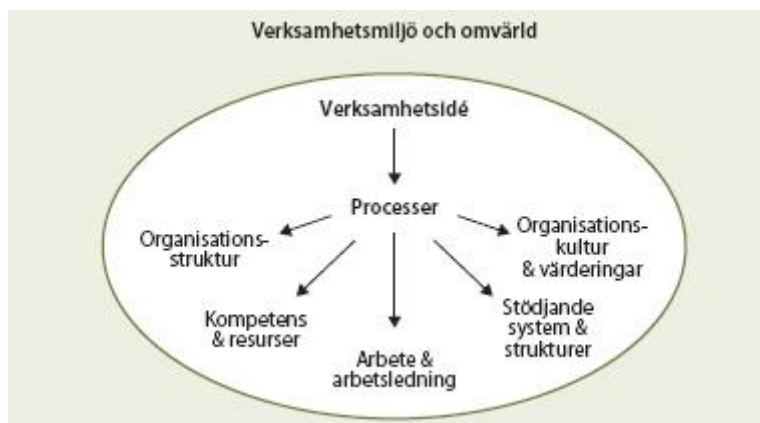 Verksamhetsmiljö och omvärld
Verksamhetsidé
Processer
Organisations-
struktur
Organisations-
kultur
& värderingar
Kompetens
& resurser
Stödjande
system &
strukturer
Arbete &
arbetsledning